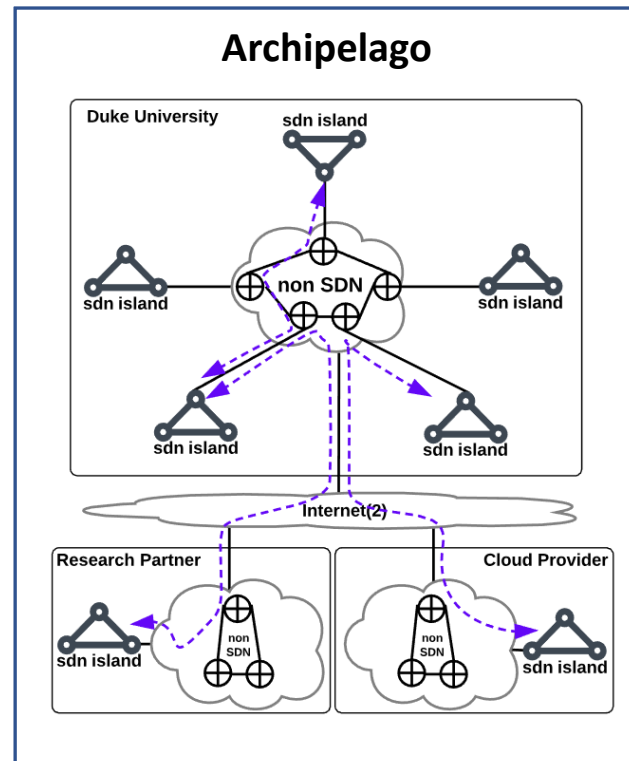 Archipelago
Duke University
sdn island
non SDN
sdn island
sdn island
sdn island
sdn island
Internet(2)
Research Partner
Cloud Provider
non
SDN
sdn island
non
SDN
sdn island